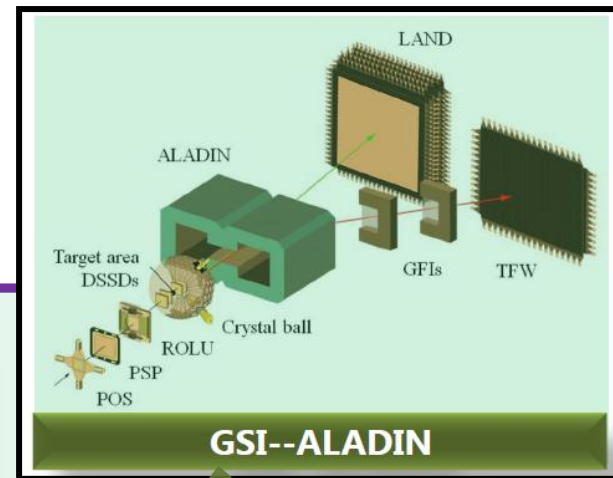 LAND
ALADIN
Target area
DSSDs
GFIs
TFW
Crystal ball
ROLU
PSP
POS
GSI--ALADIN